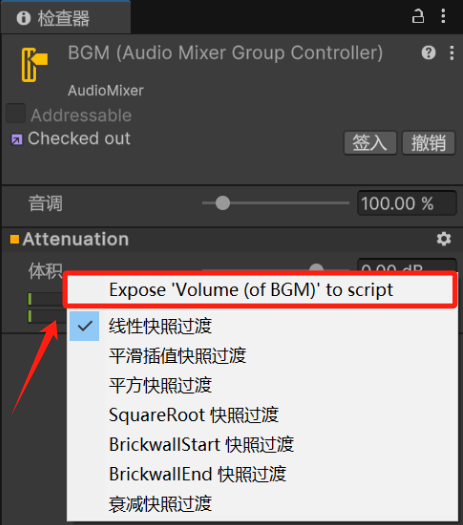 检查器
BGM (Audio Mixer Group Controller)
AudioMixer
Addressable
Checked out
签入
撤销
音调
100.00 %
Attenuation
体积
0.00 dB
Expose 'Volume (of BGM)' to script
线性快照过渡
平滑插值快照过渡
平方快照过渡
SquareRoot 快照过渡
BrickwallStart 快照过渡
BrickwallEnd 快照过渡
衰减快照过渡